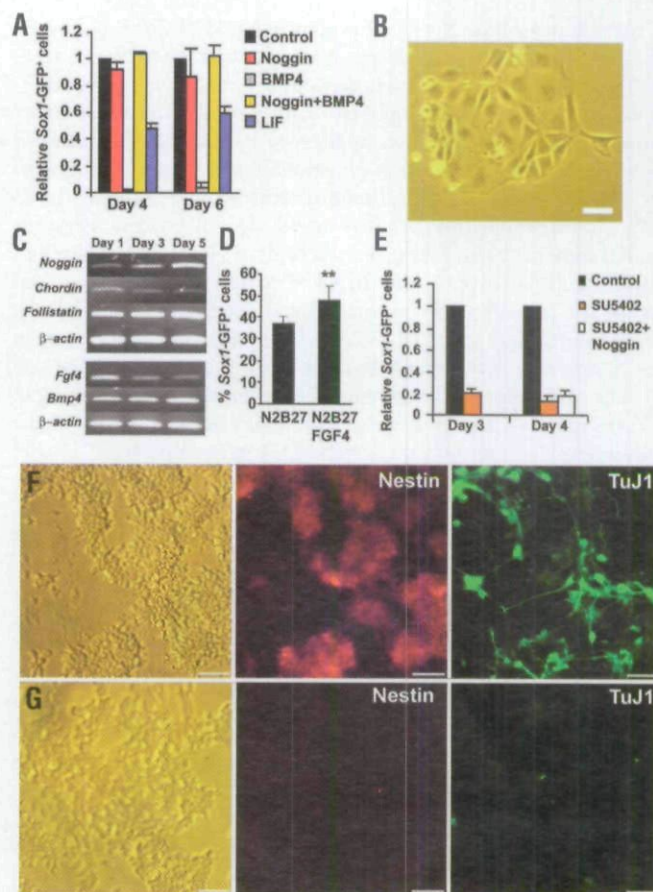 A
Relative Sox1-GFP⁺ cells
1.2
1
0.8
0.6
0.4
0.2
0
Day 4
Day 6
Control
Noggin
BMP4
Noggin+BMP4
LIF
B
C
Day 1 Day 3 Day 5
Noggin
Chordin
Follistatin
β-actin
Fgf4
Bmp4
β-actin
D
% Sox1-GFP⁺ cells
60
50
40
30
20
10
0
**
N2B27
N2B27
FGF4
E
Relative Sox1-GFP⁺ cells
1.2
1
0.8
0.6
0.4
0.2
0
Day 3
Day 4
Control
SU5402
SU5402+
Noggin
F
Nestin
TuJ1
G
Nestin
TuJ1